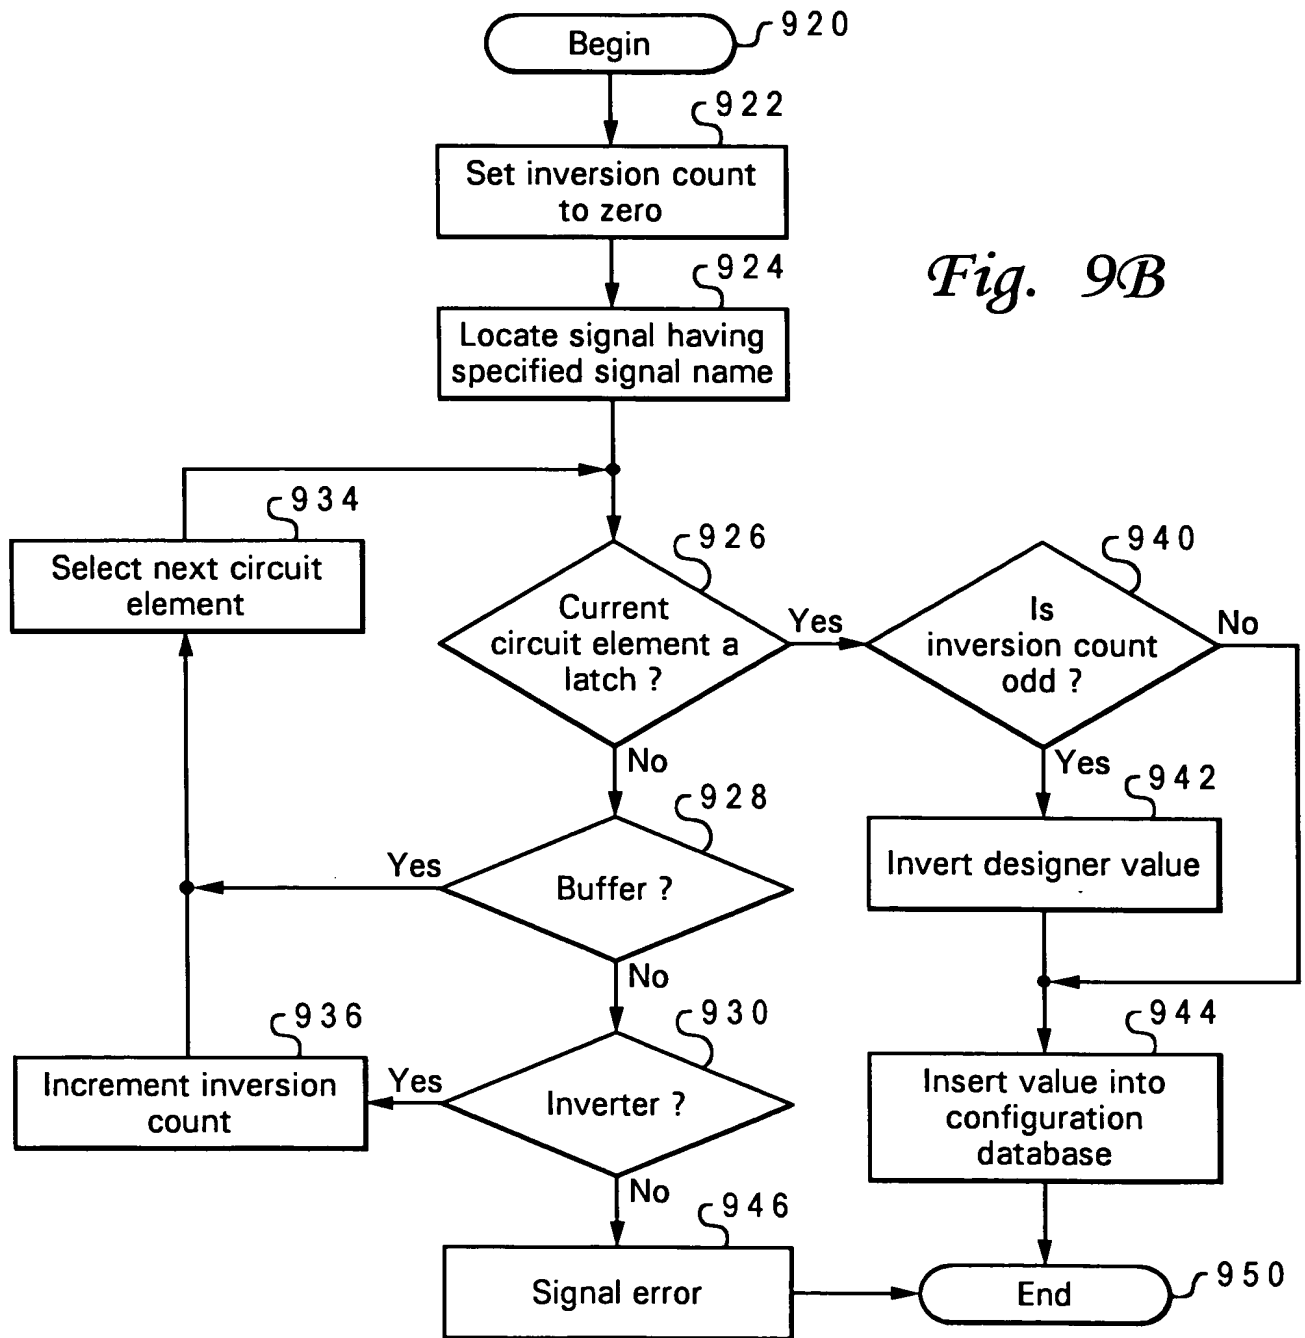 Begin
920
922
Set inversion count
to zero
Fig. 9B
924
Locate signal having
specified signal name
934
Select next circuit
element
926
Current
circuit element a
latch ?
Yes
No
940
Is
inversion count
odd ?
No
Yes
928
Buffer ?
Yes
No
942
Invert designer value
936
Increment inversion
count
930
Inverter ?
Yes
No
944
Insert value into
configuration
database
946
Signal error
End
950